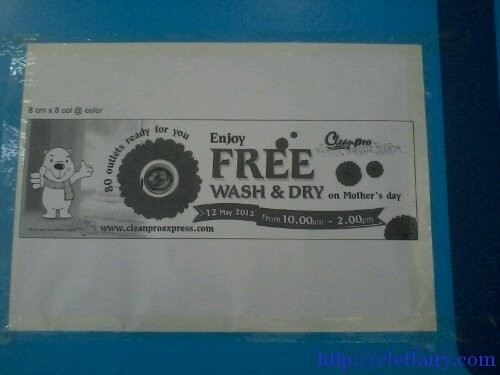 8 cm x 8 col @ color
80 outlets ready for you
Enjoy
FREE
WASH & DRY on Mother's day
Cleanpro
12 May 2013 From 10.00am - 2.00pm
www.cleanproexpress.com
http://cleffairy.com